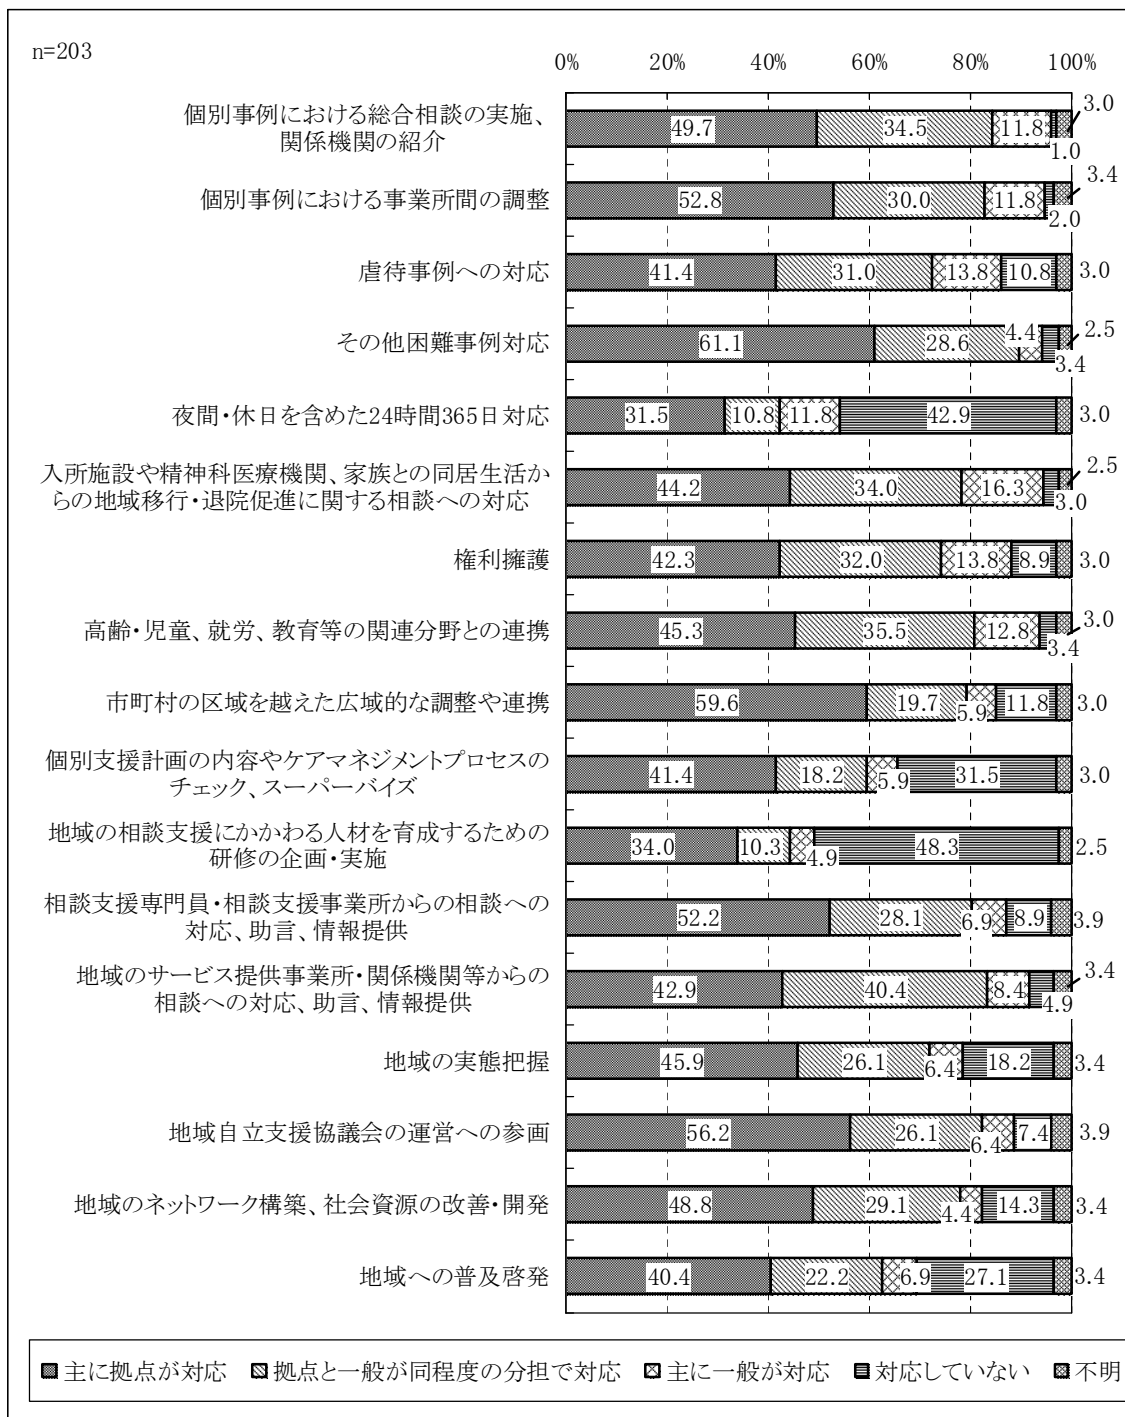 n=203
0% 20% 40% 60% 80% 100%
個別事例における総合相談の実施、
関係機関の紹介
49.7 34.5 11.8 1.0 3.0
個別事例における事業所間の調整
52.8 30.0 11.8 2.0 3.4
虐待事例への対応
41.4 31.0 13.8 10.8 3.0
その他困難事例対応
61.1 28.6 4.4 3.4 2.5
夜間・休日を含めた24時間365日対応
31.5 10.8 11.8 42.9 3.0
入所施設や精神科医療機関、家族との同居生活か
らの地域移行・退院促進に関する相談への対応
44.2 34.0 16.3 3.0 2.5
権利擁護
42.3 32.0 13.8 8.9 3.0
高齢・児童、就労、教育等の関連分野との連携
45.3 35.5 12.8 3.4 3.0
市町村の区域を越えた広域的な調整や連携
59.6 19.7 5.9 11.8 3.0
個別支援計画の内容やケアマネジメントプロセスの
チェック、スーパーバイズ
41.4 18.2 5.9 31.5 3.0
地域の相談支援にかかわる人材を育成するための
研修の企画・実施
34.0 10.3 4.9 48.3 2.5
相談支援専門員・相談支援事業所からの相談への
対応、助言、情報提供
52.2 28.1 6.9 8.9 3.9
地域のサービス提供事業所・関係機関等からの
相談への対応、助言、情報提供
42.9 40.4 8.4 4.9 3.4
地域の実態把握
45.9 26.1 6.4 18.2 3.4
地域自立支援協議会の運営への参画
56.2 26.1 6.4 7.4 3.9
地域のネットワーク構築、社会資源の改善・開発
48.8 29.1 4.4 14.3 3.4
地域への普及啓発
40.4 22.2 6.9 27.1 3.4
主に拠点が対応 拠点と一般が同程度の分担で対応 主に一般が対応 対応していない 不明